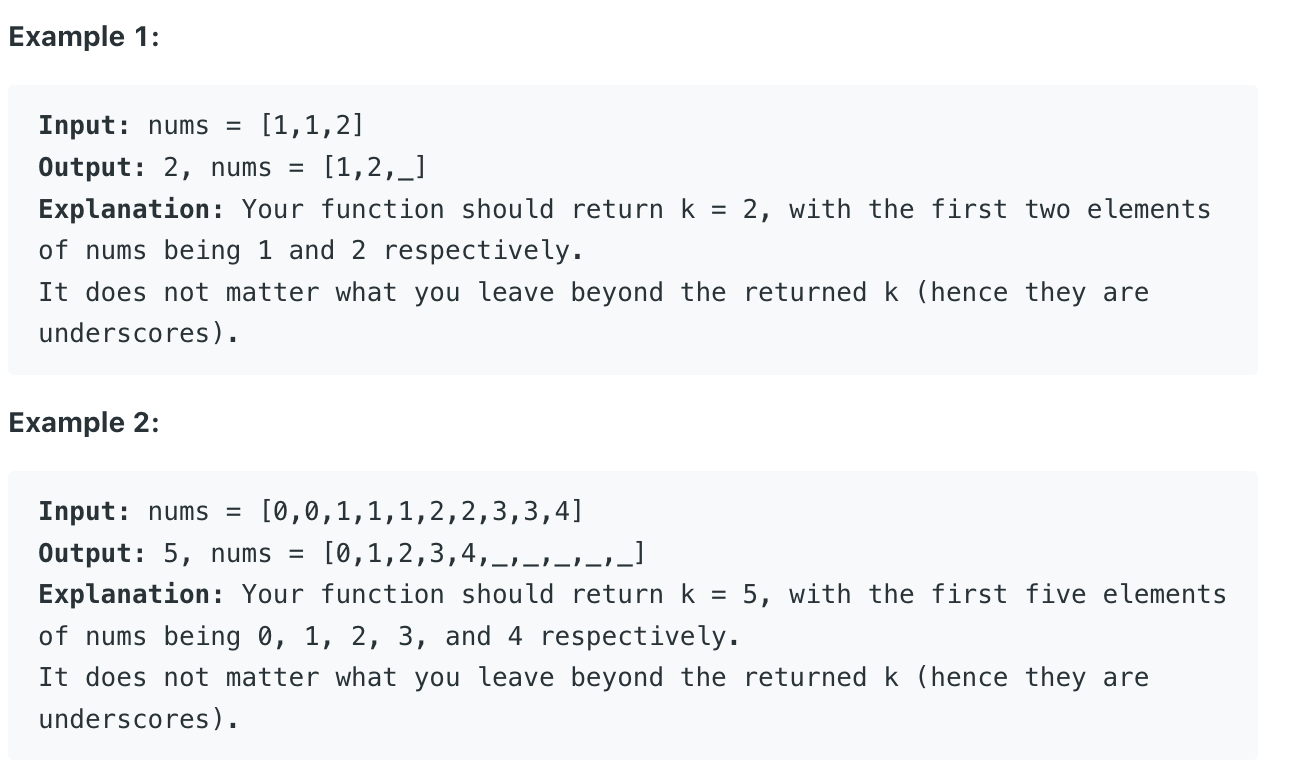 Example 1:
Input: nums = [1,1,2]
Output: 2, nums = [1,2,_]
Explanation: Your function should return k = 2, with the first two elements
of nums being 1 and 2 respectively.
It does not matter what you leave beyond the returned k (hence they are
underscores).
Example 2:
Input: nums = [0,0,1,1,1,2,2,3,3,4]
Output: 5, nums = [0,1,2,3,4,_,_,_,_,_]
Explanation: Your function should return k = 5, with the first five elements
of nums being 0, 1, 2, 3, and 4 respectively.
It does not matter what you leave beyond the returned k (hence they are
underscores).